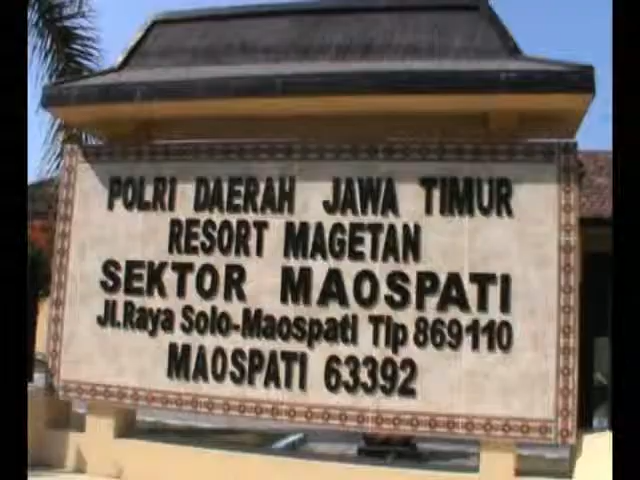 POLRI DAERAH JAWA TIMUR
RESORT MAGETAN
SEKTOR MAOSPATI
Jl.Raya Solo-Maospati Tlp 869110
MAOSPATI 63392